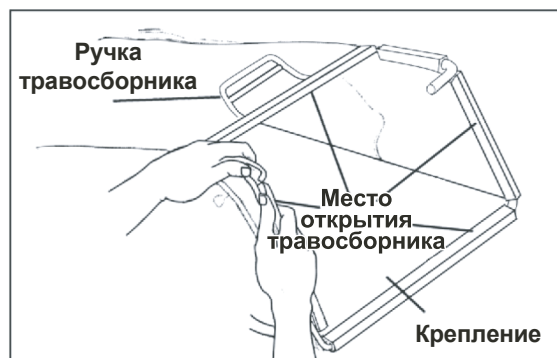 Ручка
травосборника
Место
открытия
травосборника
Крепление